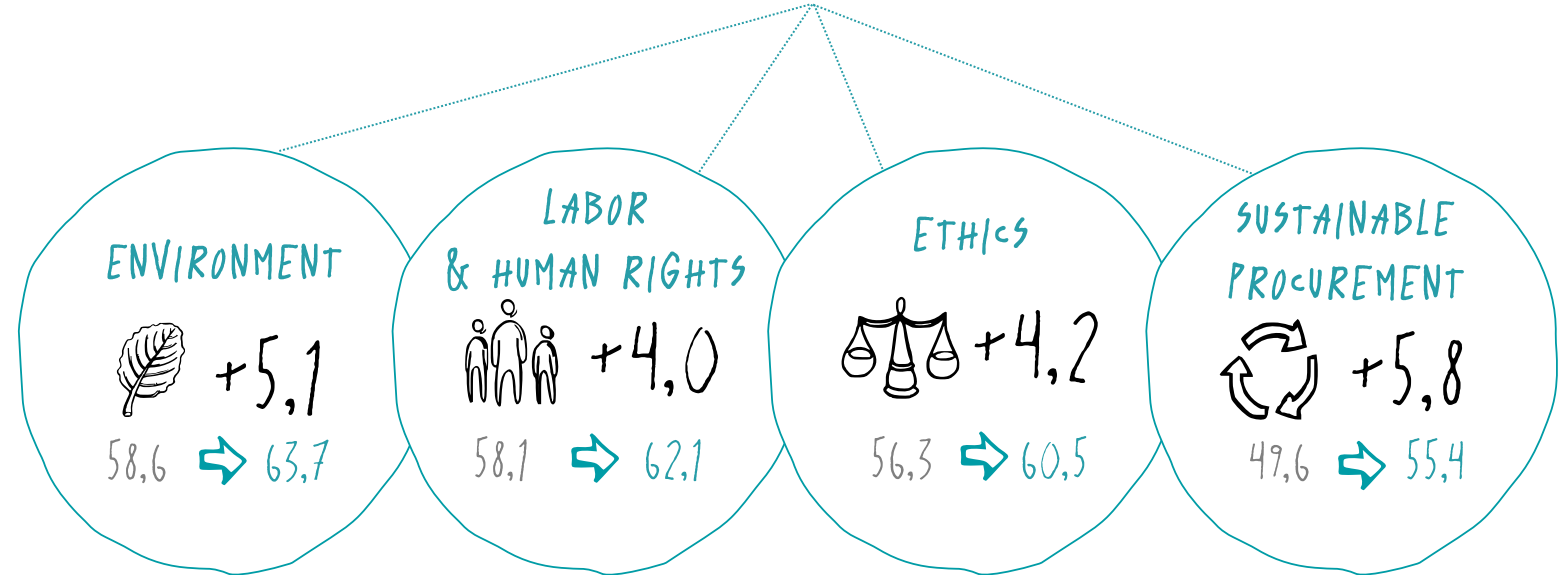 ENVIRONMENT
+5,1
58,6 63,7
LABOR
& HUMAN RIGHTS
+4,0
58,1 62,1
ETHICS
+4,2
56,3 60,5
SUSTAINABLE
PROCUREMENT
+5,8
49,6 55,4